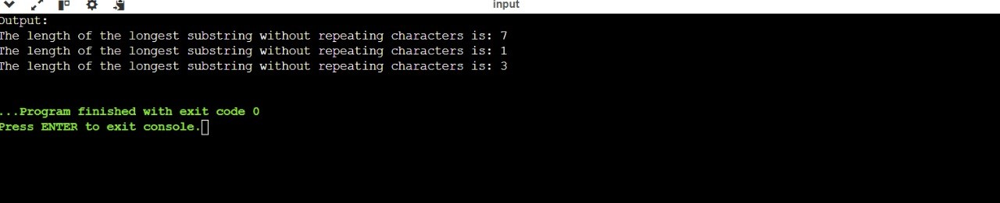 input
Output:
The length of the longest substring without repeating characters is: 7
The length of the longest substring without repeating characters is: 1
The length of the longest substring without repeating characters is: 3
...Program finished with exit code 0
Press ENTER to exit console.